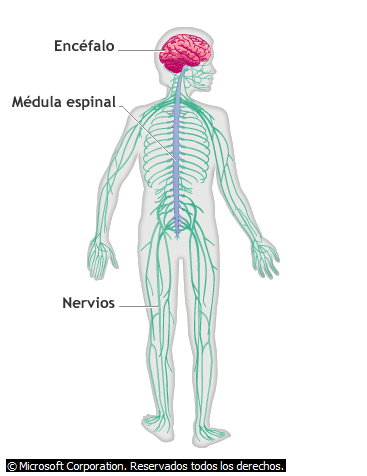 Encéfalo
Médula espinal
Nervios
© Microsoft Corporation. Reservados todos los derechos.